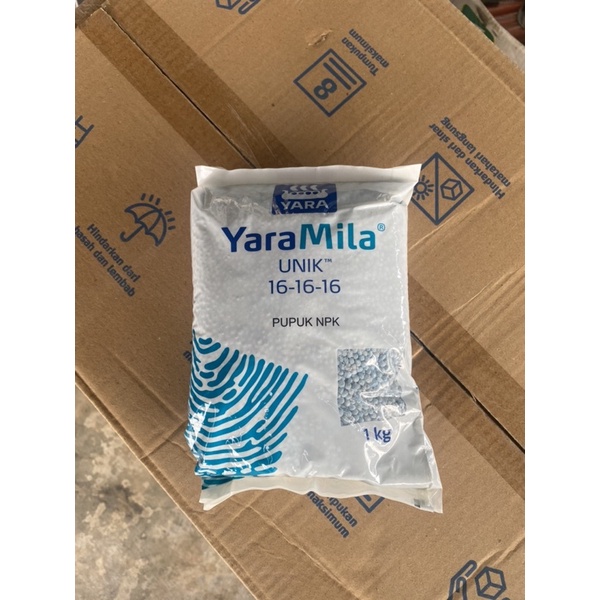 YARA
YaraMila®
UNIK™
16-16-16
PUPUK NPK
1 kg
8
Tumpukan
maksimum
Hindarkan dari sinar
matahari langsung
Hindarkan dari
basah dan lembab
maksimum